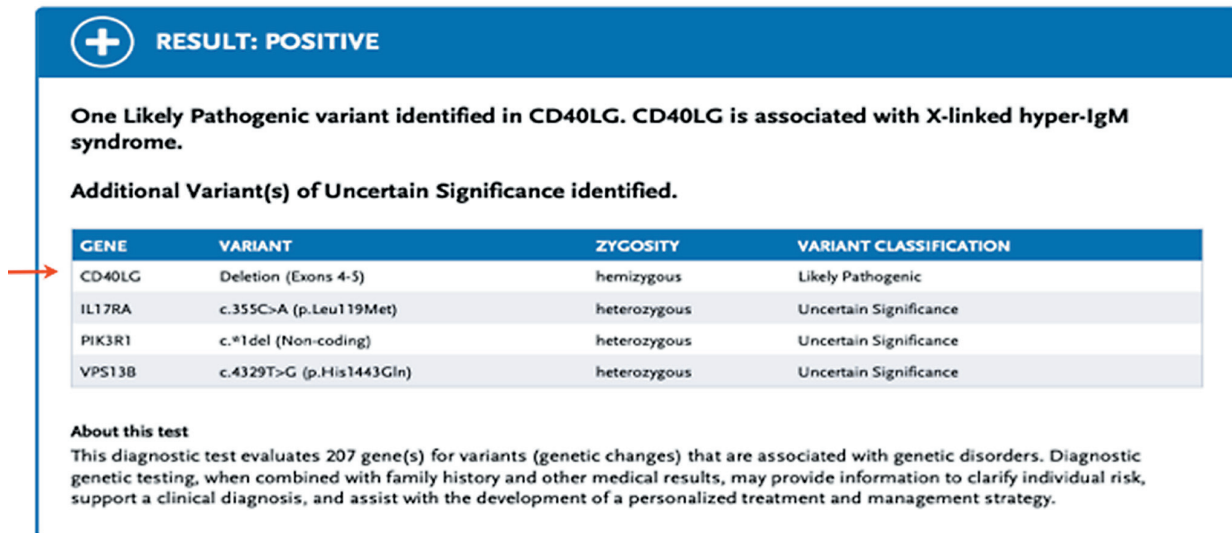 RESULT: POSITIVE
One Likely Pathogenic variant identified in CD40LG. CD40LG is associated with X-linked hyper-IgM
syndrome.
Additional Variant(s) of Uncertain Significance identified.
GENE VARIANT ZYGOSITY VARIANT CLASSIFICATION
CD40LG Deletion (Exons 4-5) hemizygous Likely Pathogenic
IL17RA c.355C>A (p.Leu119Met) heterozygous Uncertain Significance
PIK3R1 c.*1del (Non-coding) heterozygous Uncertain Significance
VPS13B c.4329T>G (p.His1443Gln) heterozygous Uncertain Significance
About this test
This diagnostic test evaluates 207 gene(s) for variants (genetic changes) that are associated with genetic disorders. Diagnostic
genetic testing, when combined with family history and other medical results, may provide information to clarify individual risk,
support a clinical diagnosis, and assist with the development of a personalized treatment and management strategy.